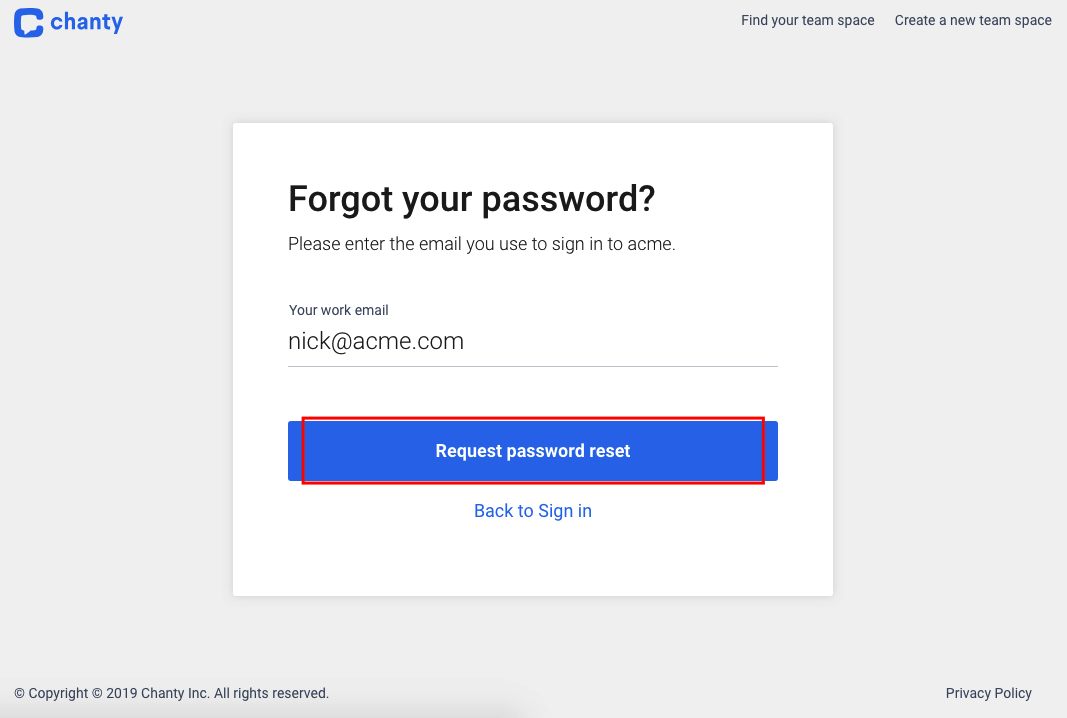 chanty
Find your team space
Create a new team space
Forgot your password?
Please enter the email you use to sign in to acme.
Your work email
nick@acme.com
Request password reset
Back to Sign in
© Copyright © 2019 Chanty Inc. All rights reserved.
Privacy Policy